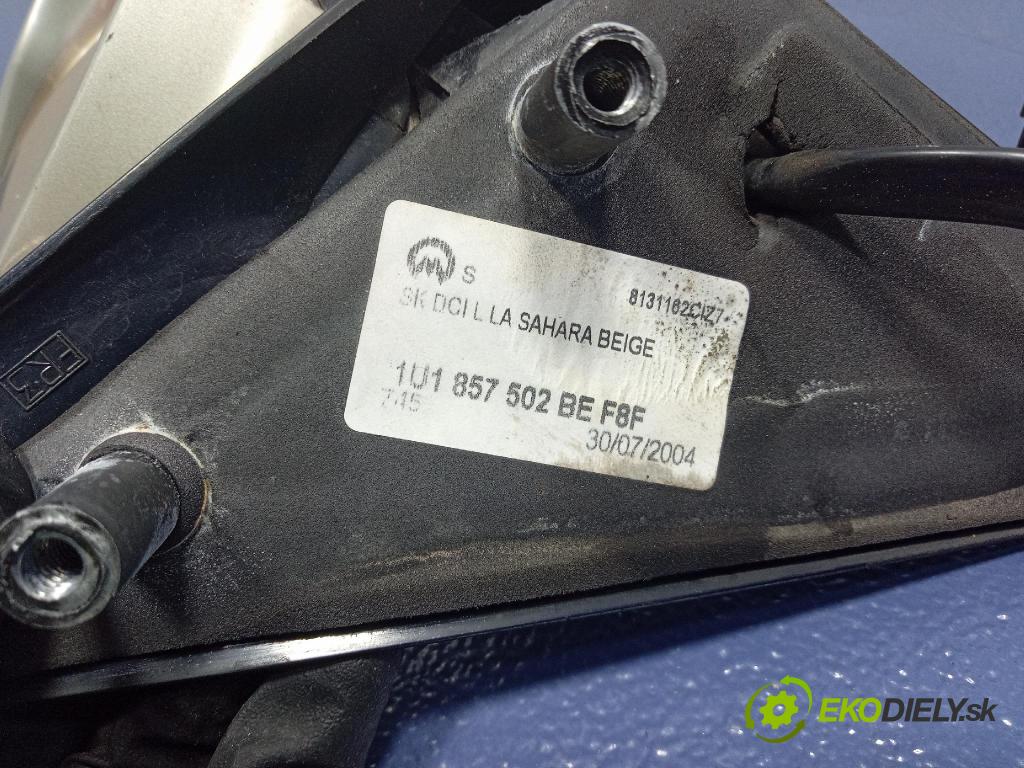 S
8131162CIZ7
SK DCI L LA SAHARA BEIGE
1U1 857 502 BE F8F
745
30/07/2004
EKODIELY.sk